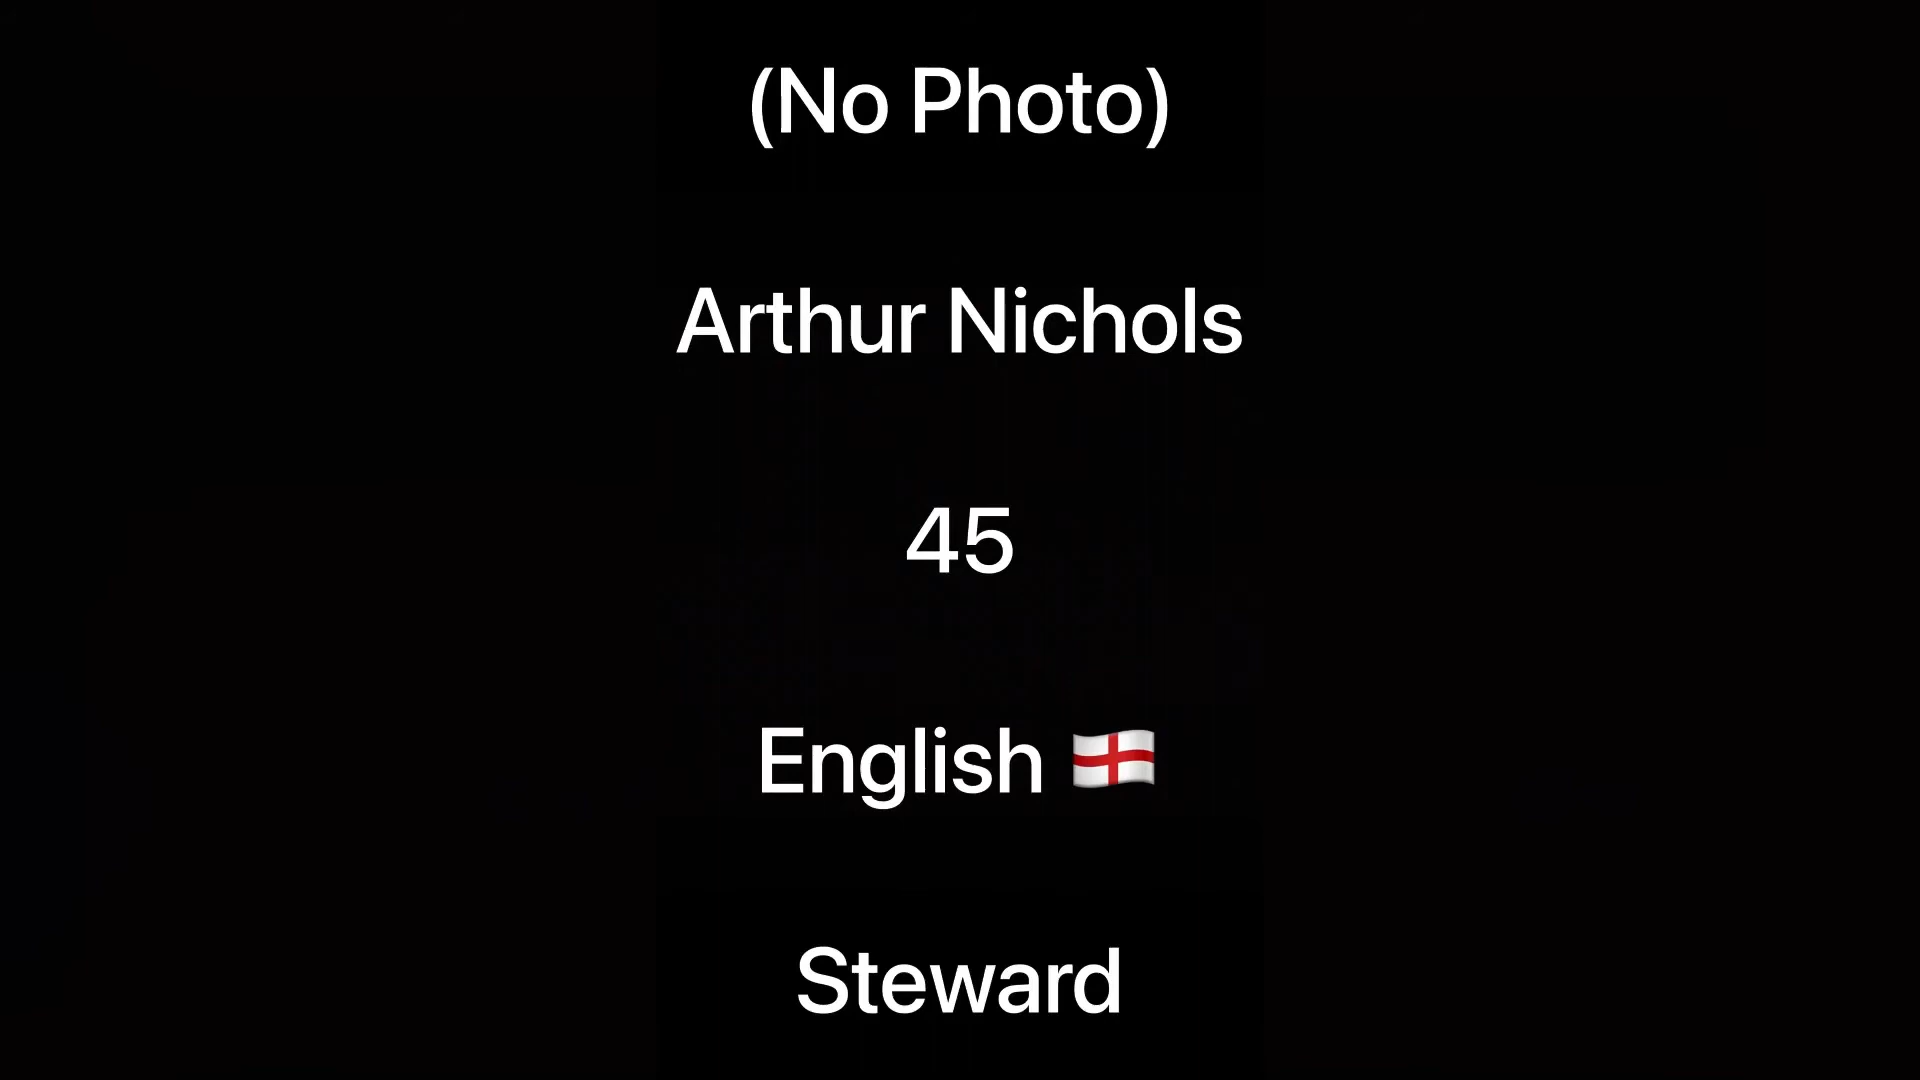 (No Photo)
Arthur Nichols
45
English 🏴󠁧󠁢󠁥󠁮󠁧󠁿
Steward